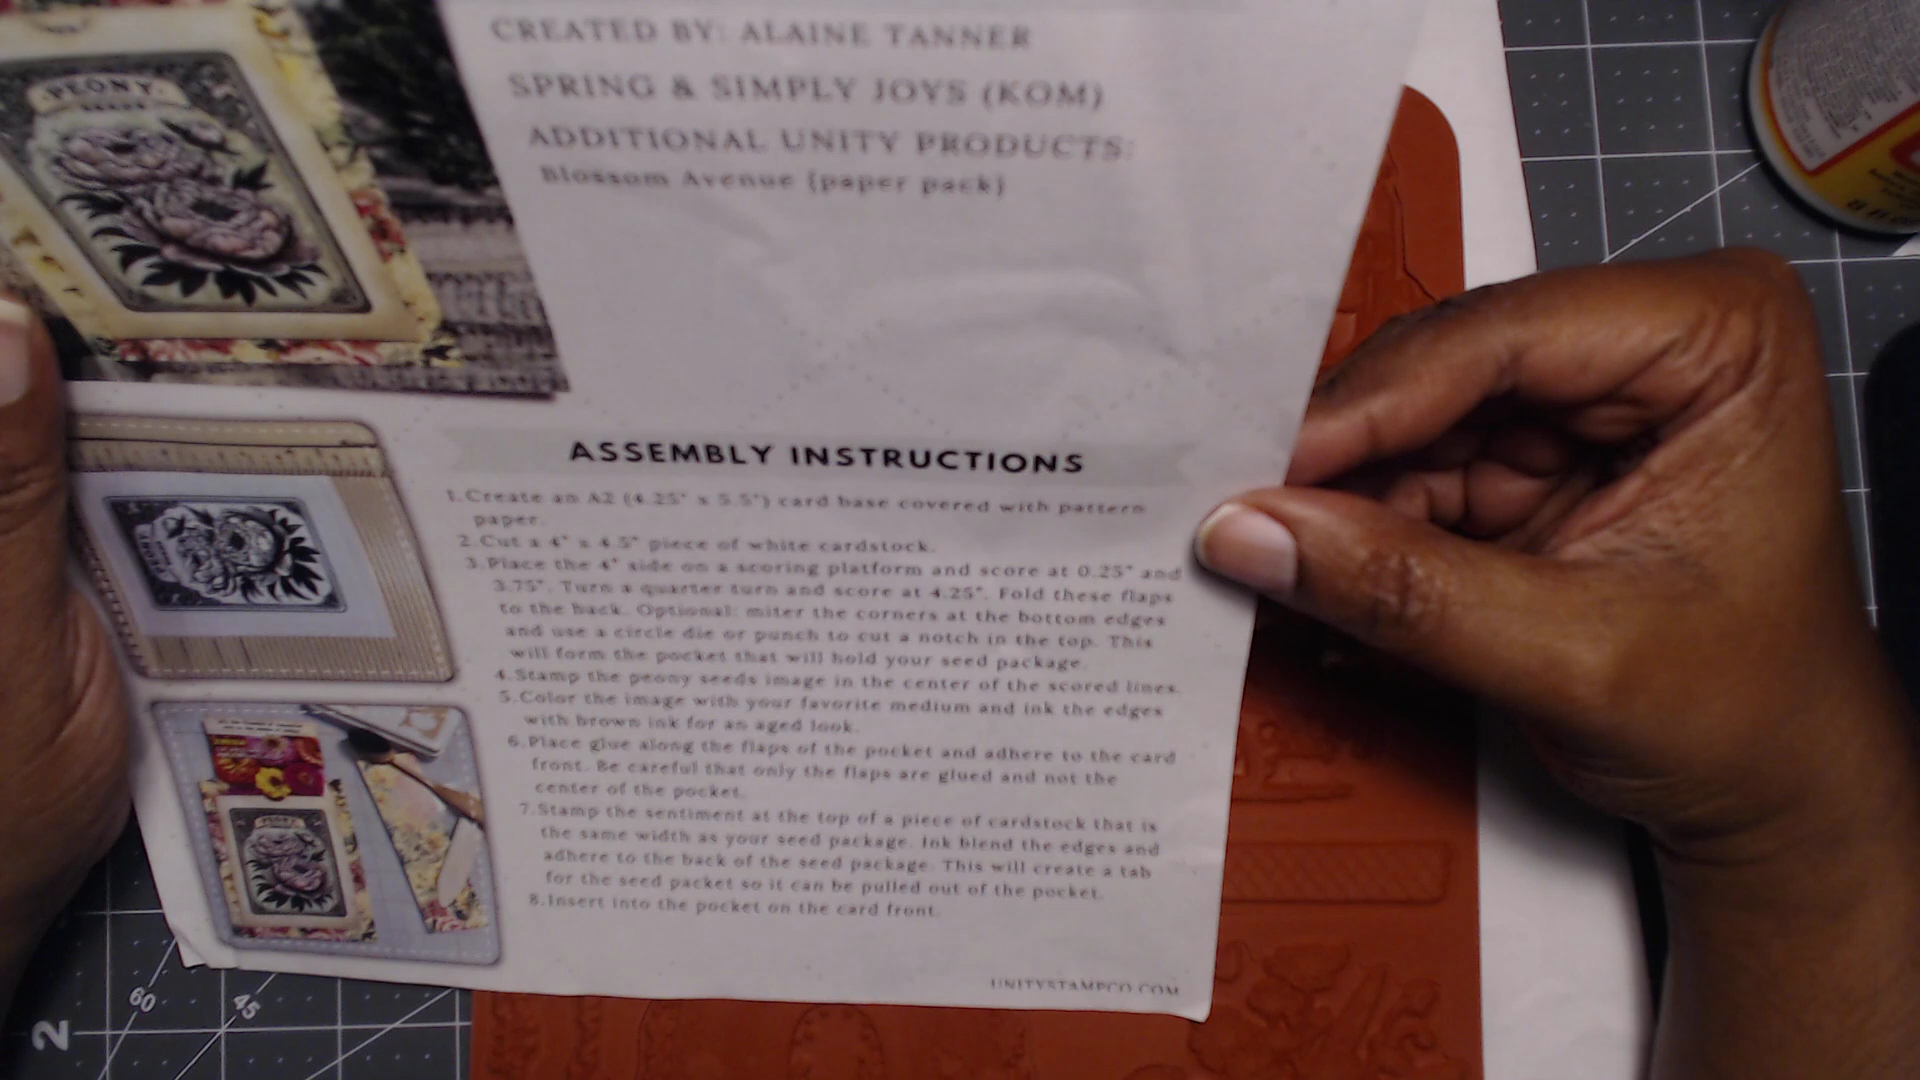 CREATED BY: ALAINE TANNER
SPRING & SIMPLY JOYS (KOM)
ADDITIONAL UNITY PRODUCTS:
Blossom Avenue {paper pack}
PEONY
SEEDS
ASSEMBLY INSTRUCTIONS
1.Create an A2 (4.25" x 5.5") card base covered with pattern
paper.
2.Cut a 4" x 4.5" piece of white cardstock.
3.Place the 4" side on a scoring platform and score at 0.25" and
3.75". Turn a quarter turn and score at 4.25". Fold these flaps
to the back. Optional: miter the corners at the bottom edges
and use a circle die or punch to cut a notch in the top. This
will form the pocket that will hold your seed package.
4.Stamp the peony seeds image in the center of the scored lines.
5.Color the image with your favorite medium and ink the edges
with brown ink for an aged look.
6.Place glue along the flaps of the pocket and adhere to the card
front. Be careful that only the flaps are glued and not the
center of the pocket.
7.Stamp the sentiment at the top of a piece of cardstock that is
the same width as your seed package. Ink blend the edges and
adhere to the back of the seed package. This will create a tab
for the seed packet so it can be pulled out of the pocket.
8.Insert into the pocket on the card front.
UNITYSTAMPCO.COM
PEONY
PEONY
2
60
45